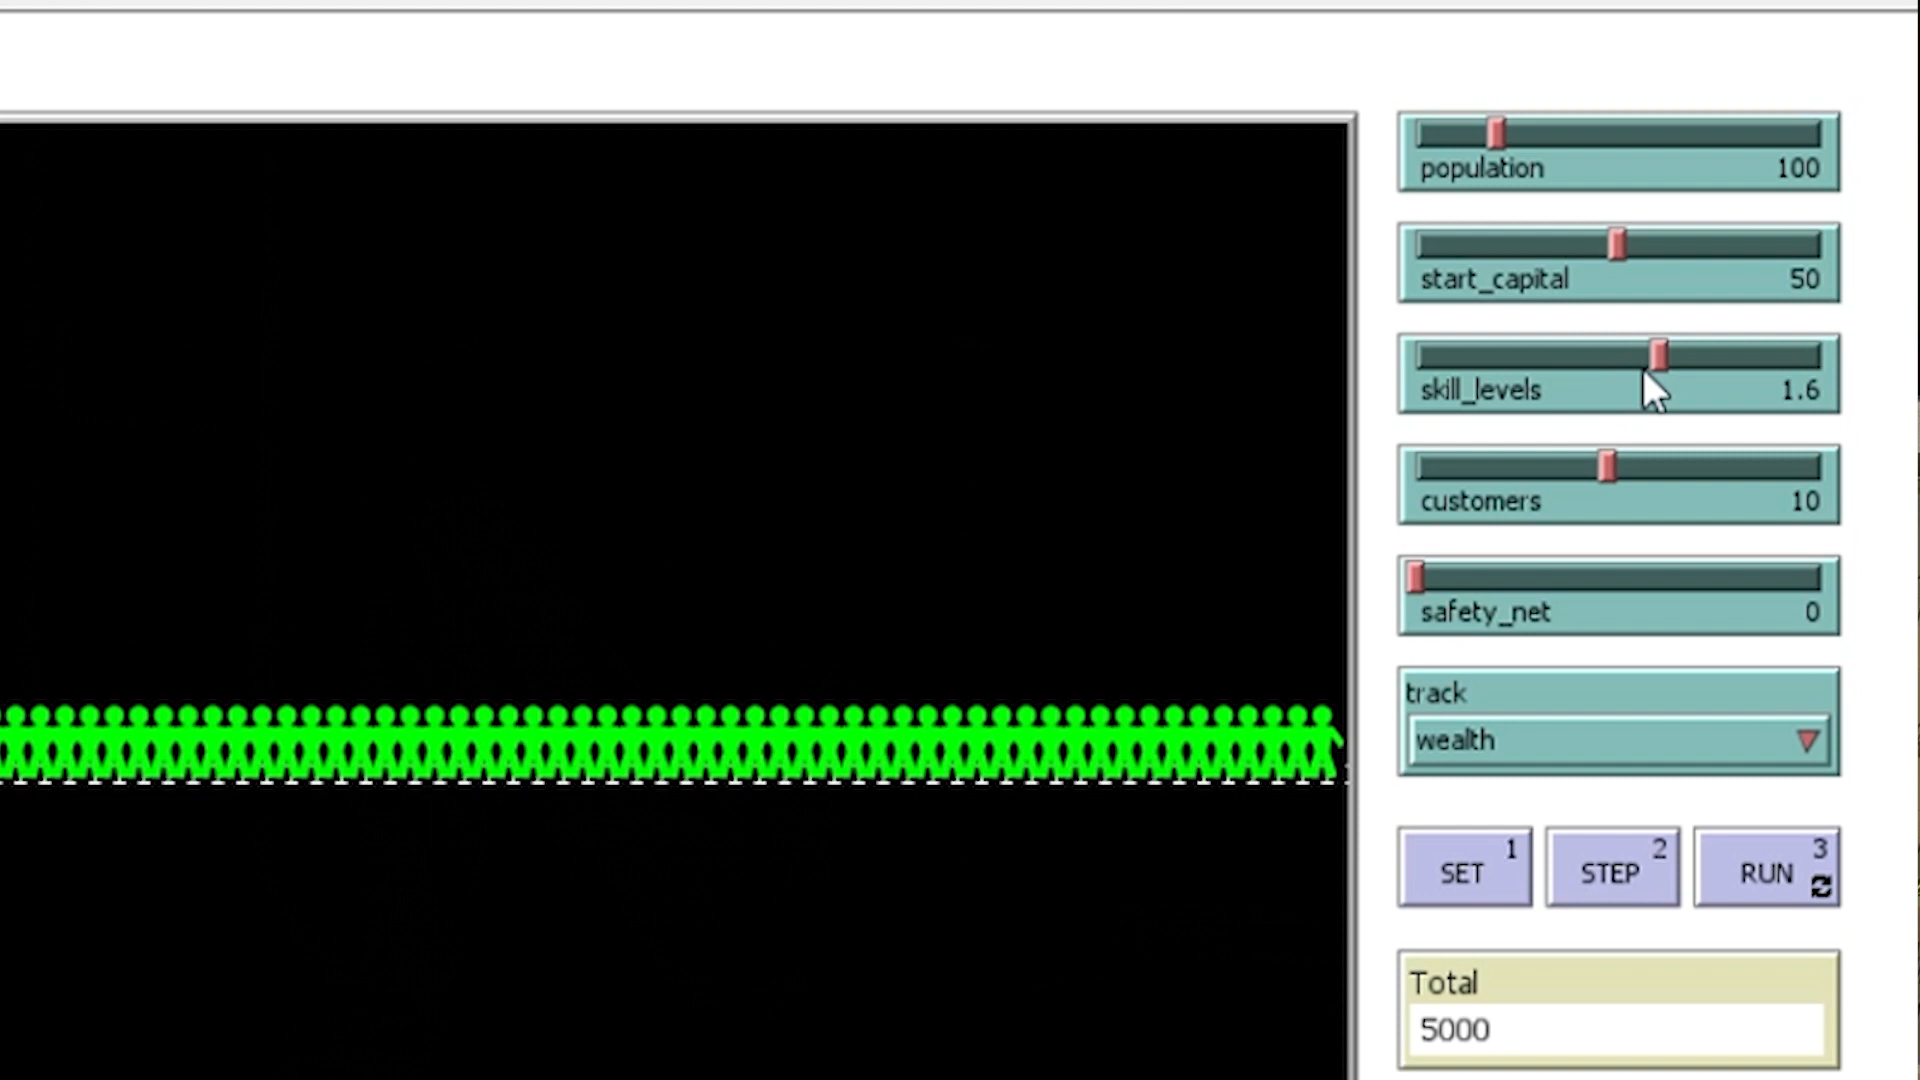 population 100
start_capital 50
skill_levels 1.6
customers 10
safety_net 0
track
wealth
1
SET
2
STEP
3
RUN
Total
5000